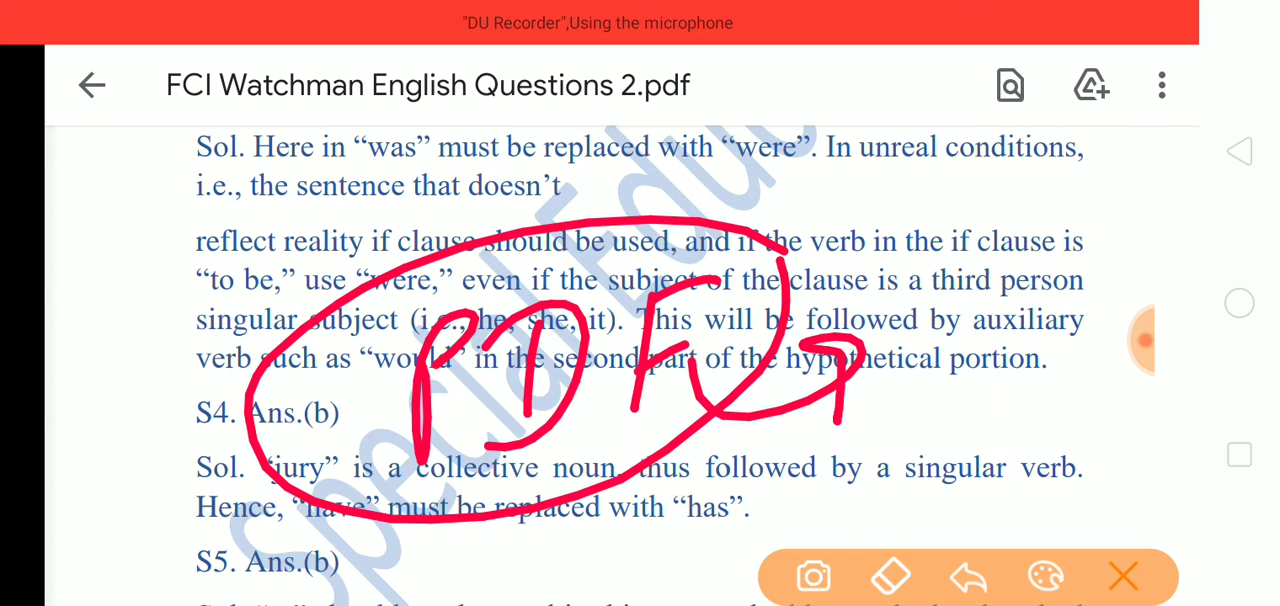 "DU Recorder",Using the microphone
FCI Watchman English Questions 2.pdf
Sol. Here in “was” must be replaced with “were”. In unreal conditions,
i.e., the sentence that doesn’t
reflect reality if clause should be used, and if the verb in the if clause is
“to be,” use “were,” even if the subject of the clause is a third person
singular subject (i.e., he, she, it). This will be followed by auxiliary
verb such as “would” in the second part of the hypothetical portion.
PDF
S4. Ans.(b)
Sol. “jury” is a collective noun, thus followed by a singular verb.
Hence, “have” must be replaced with “has”.
S5. Ans.(b)
Special Educ